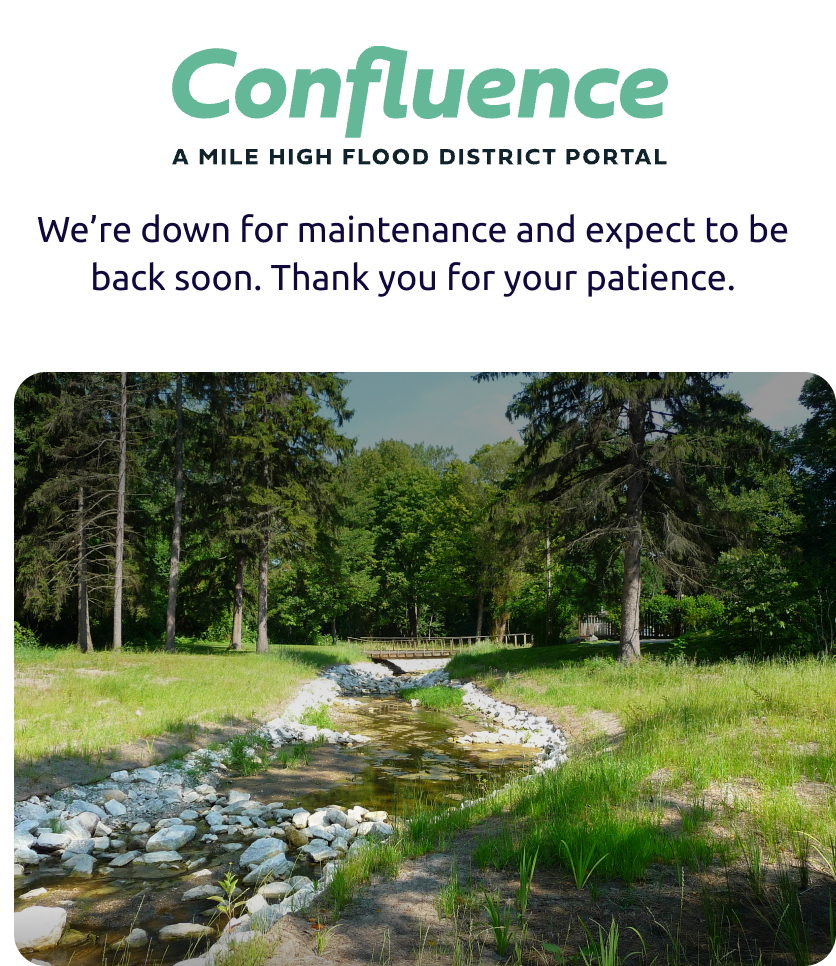 Confluence
A MILE HIGH FLOOD DISTRICT PORTAL
We’re down for maintenance and expect to be
back soon. Thank you for your patience.